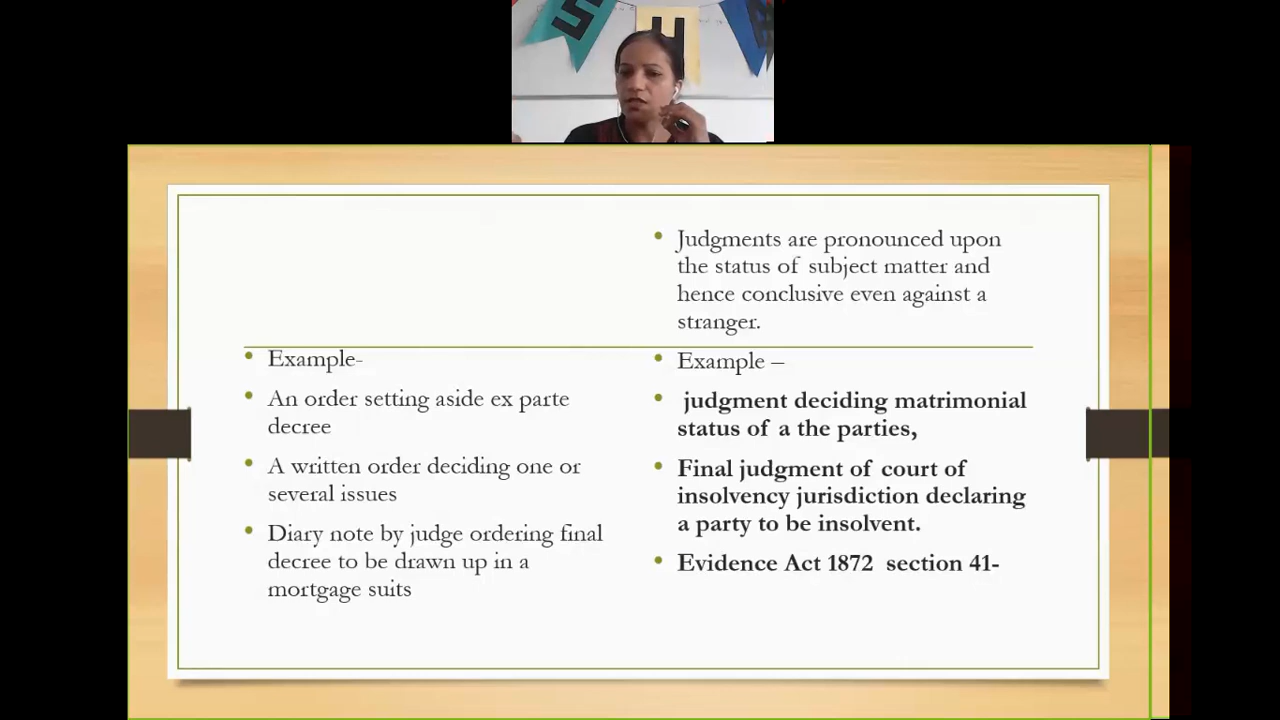 S H
Judgments are pronounced upon
the status of subject matter and
hence conclusive even against a
stranger.
Example-
An order setting aside ex parte
decree
A written order deciding one or
several issues
Diary note by judge ordering final
decree to be drawn up in a
mortgage suits
Example –
judgment deciding matrimonial
status of a the parties,
Final judgment of court of
insolvency jurisdiction declaring
a party to be insolvent.
Evidence Act 1872 section 41-